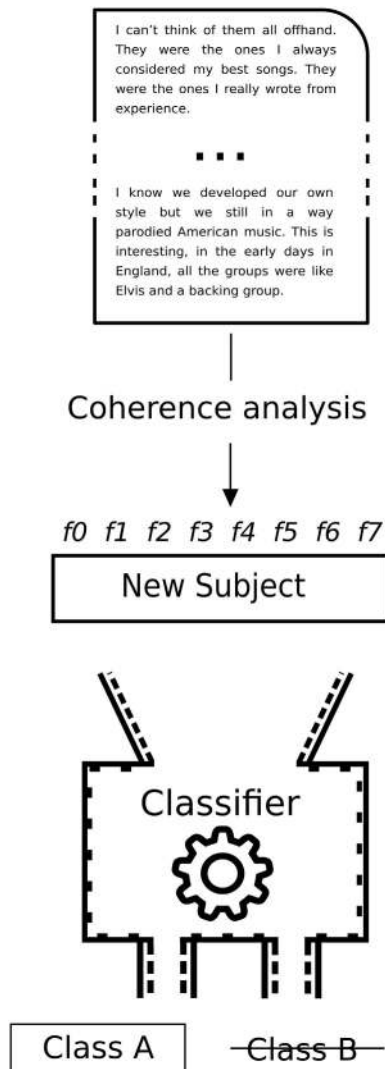 I can't think of them all offhand.
They were the ones I always
considered my best songs. They
were the ones I really wrote from
experience.
...
I know we developed our own
style but we still in a way
parodied American music. This is
interesting, in the early days in
England, all the groups were like
Elvis and a backing group.
Coherence analysis
f0 f1 f2 f3 f4 f5 f6 f7
New Subject
Classifier
Class A Class B